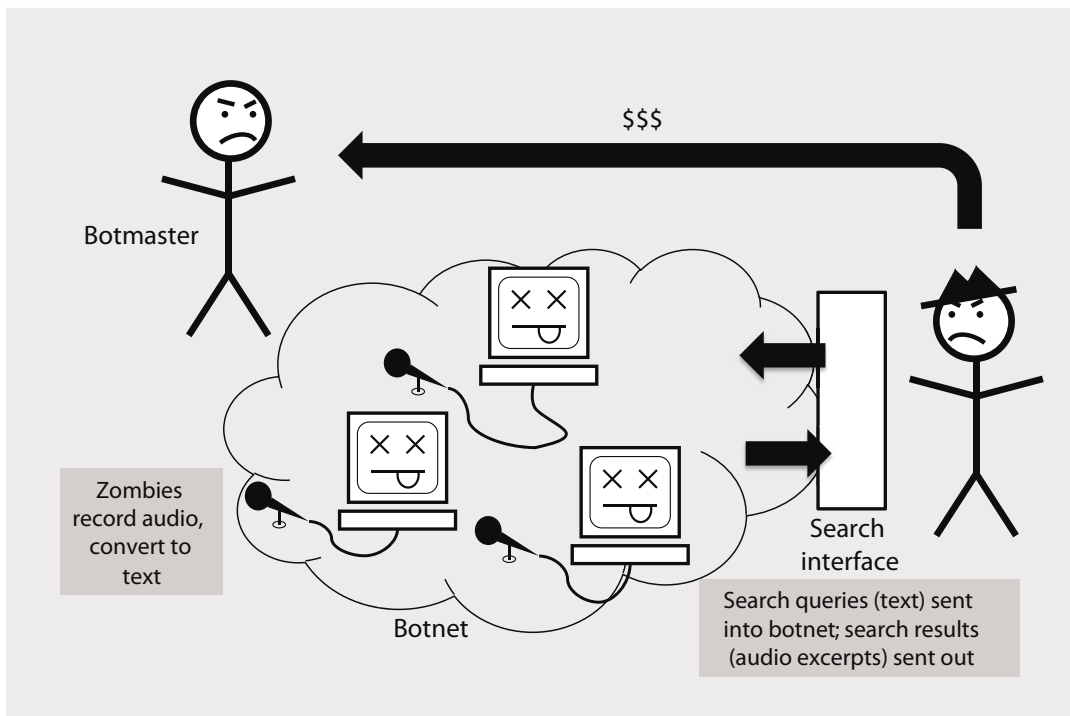 $$$
Botmaster
Zombies
record audio,
convert to
text
Botnet
Search
interface
Search queries (text) sent
into botnet; search results
(audio excerpts) sent out